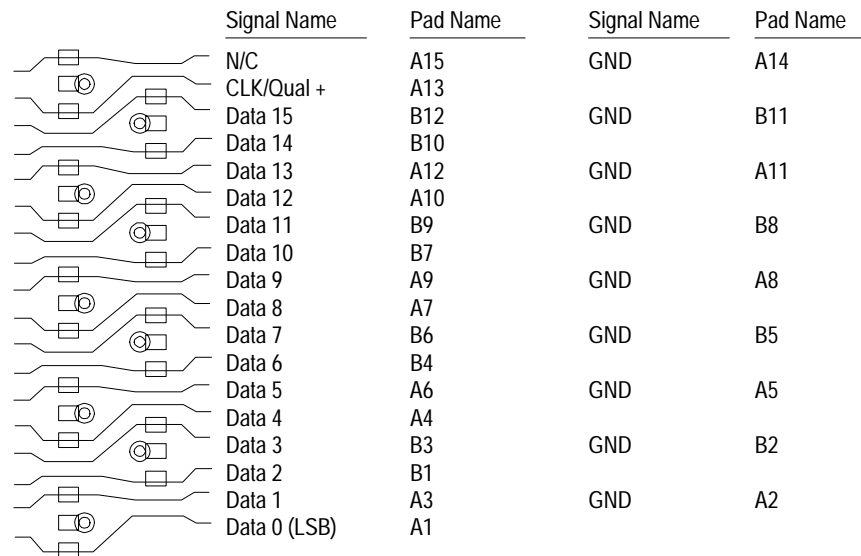 Signal Name Pad Name Signal Name Pad Name
N/C A15 GND A14
CLK/Qual + A13
Data 15 B12 GND B11
Data 14 B10
Data 13 A12 GND A11
Data 12 A10
Data 11 B9 GND B8
Data 10 B7
Data 9 A9 GND A8
Data 8 A7
Data 7 B6 GND B5
Data 6 B4
Data 5 A6 GND A5
Data 4 A4
Data 3 B3 GND B2
Data 2 B1
Data 1 A3 GND A2
Data 0 (LSB) A1